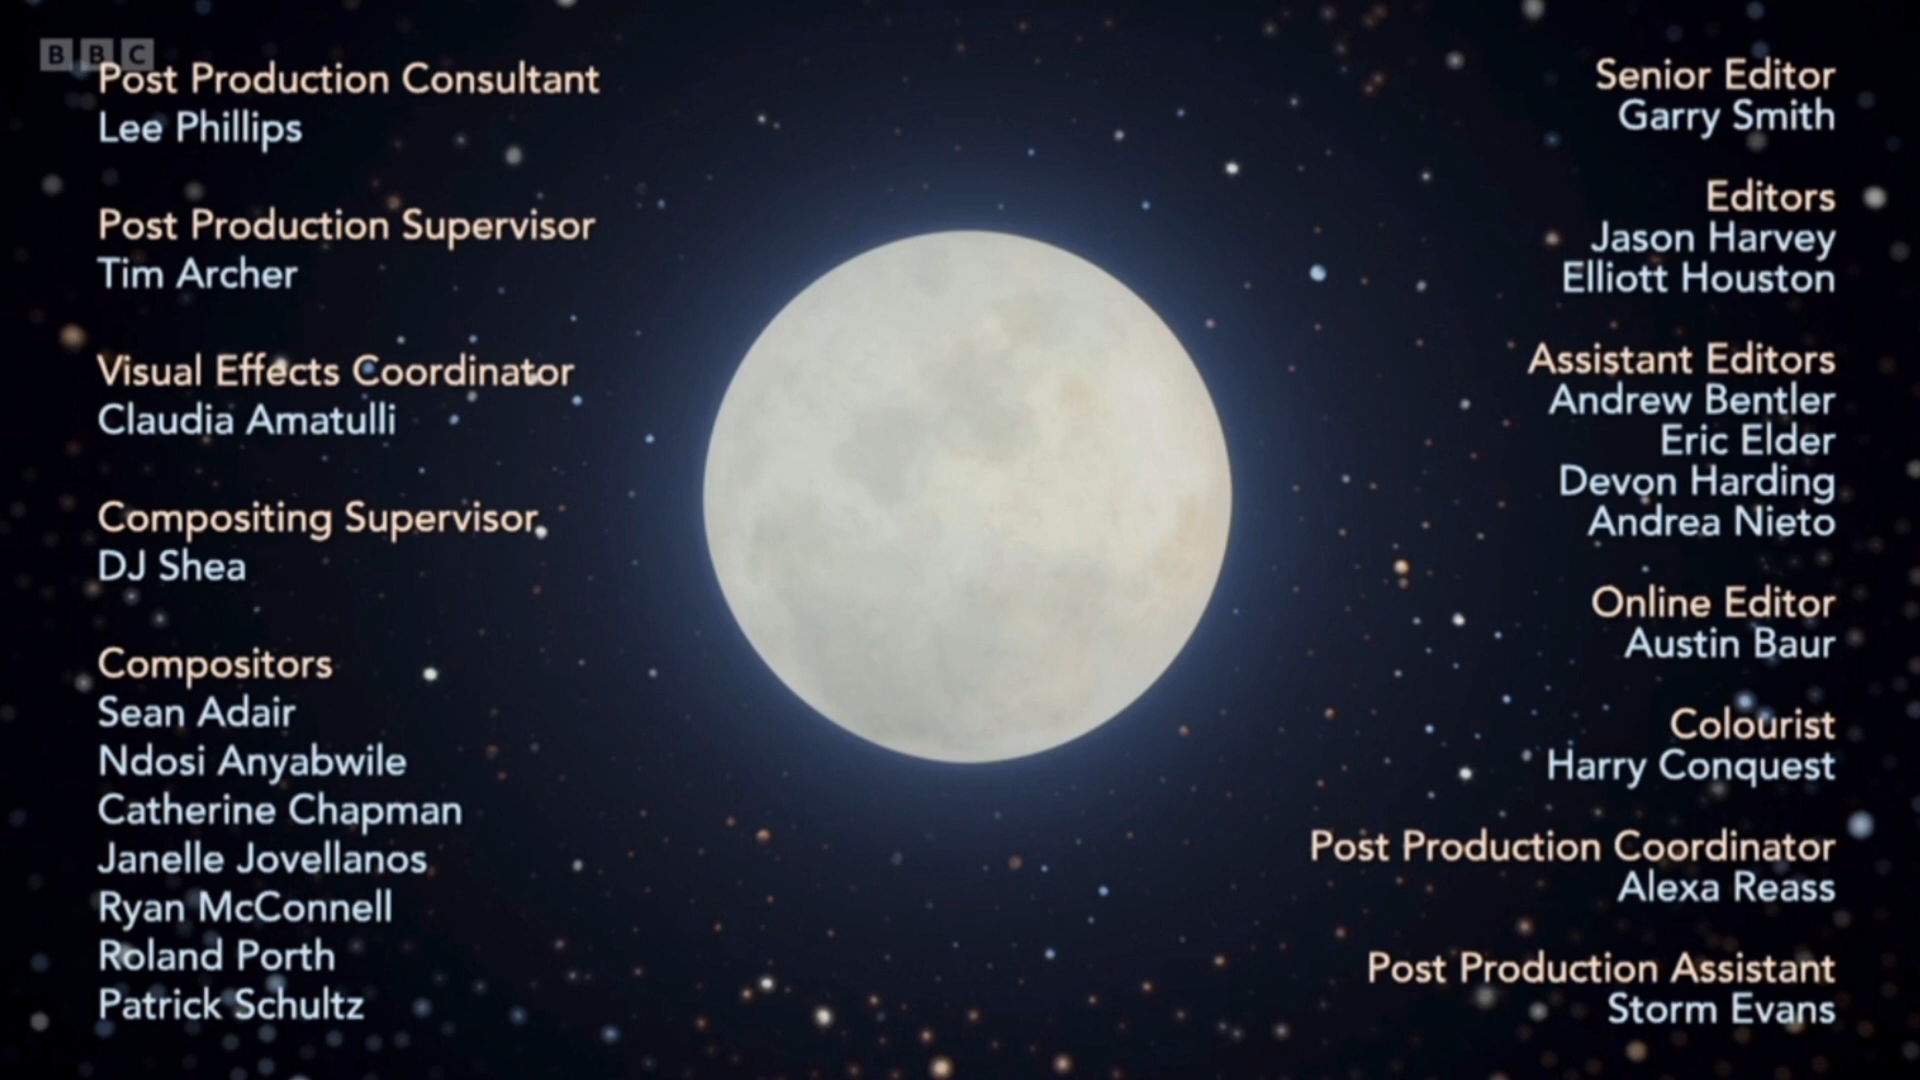 BBC
Post Production Consultant
Lee Phillips
Post Production Supervisor
Tim Archer
Visual Effects Coordinator
Claudia Amatulli
Compositing Supervisor
DJ Shea
Compositors
Sean Adair
Ndosi Anyabwile
Catherine Chapman
Janelle Jovellanos
Ryan McConnell
Roland Porth
Patrick Schultz
Senior Editor
Garry Smith
Editors
Jason Harvey
Elliott Houston
Assistant Editors
Andrew Bentler
Eric Elder
Devon Harding
Andrea Nieto
Online Editor
Austin Baur
Colourist
Harry Conquest
Post Production Coordinator
Alexa Reass
Post Production Assistant
Storm Evans